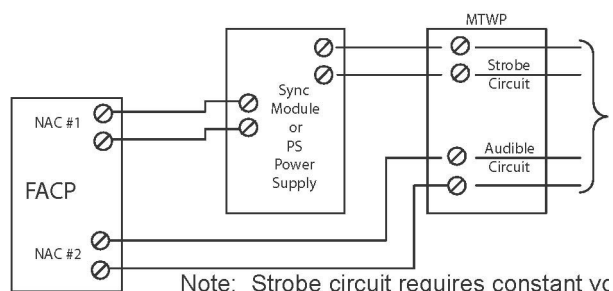 MTWP
Sync
Module
or
PS
Power
Supply
Strobe
Circuit
NAC #1
FACP
Audible
Circuit
NAC #2
Note: Strobe circuit requires constant